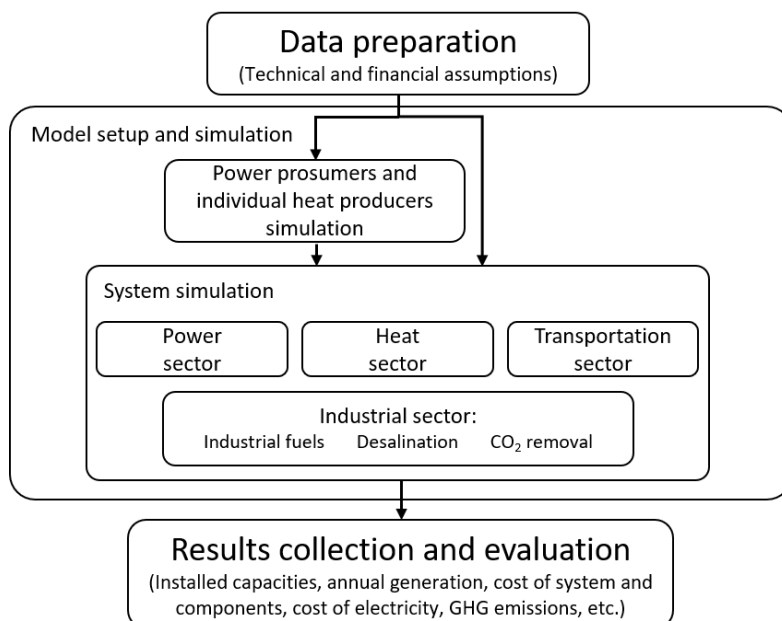 Data preparation
(Technical and financial assumptions)
Model setup and simulation
Power prosumers and
individual heat producers
simulation
System simulation
Power
sector
Heat
sector
Transportation
sector
Industrial sector:
Industrial fuels Desalination CO₂ removal
Results collection and evaluation
(Installed capacities, annual generation, cost of system and
components, cost of electricity, GHG emissions, etc.)